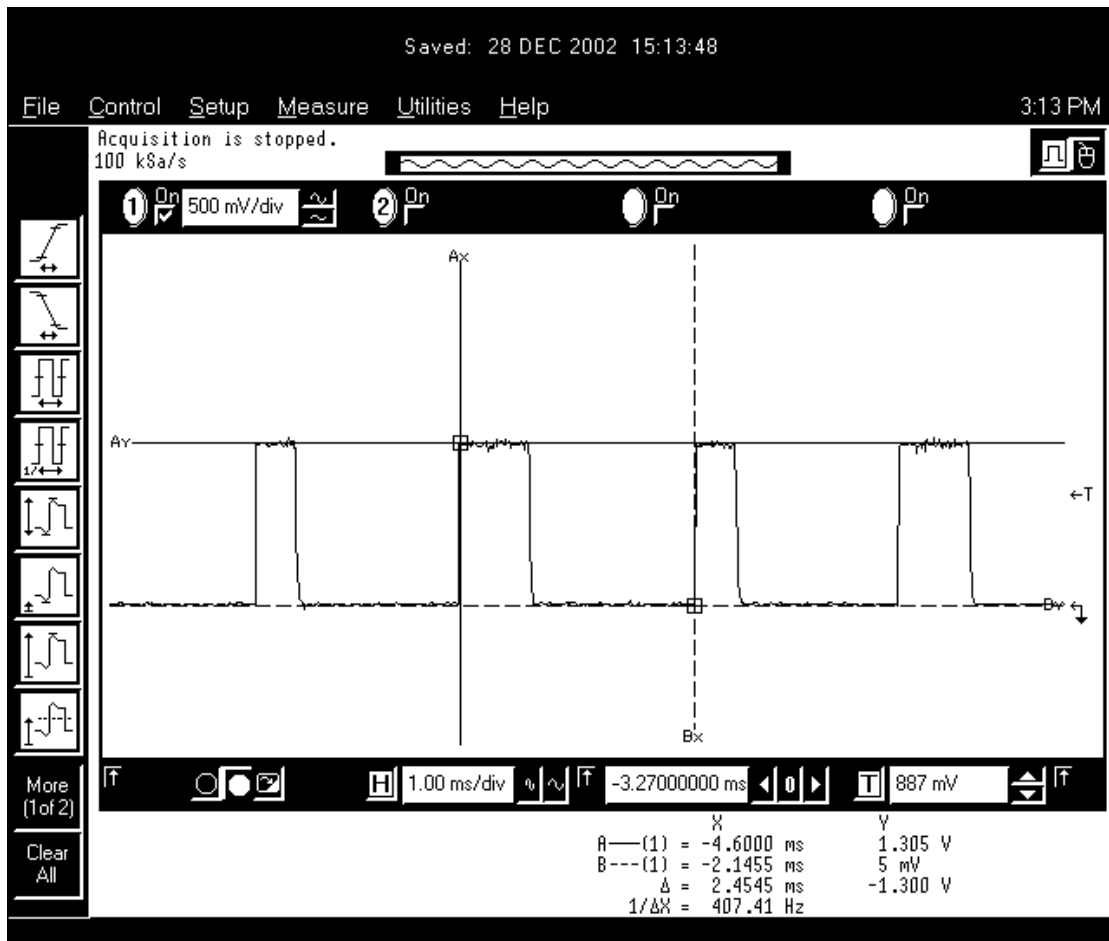 Saved: 28 DEC 2002 15:13:48
File Control Setup Measure Utilities Help 3:13 PM
Acquisition is stopped.
100 kSa/s
1 On 500 mV/div 2 On On On
Ax
Ay
←T
By
Bx
1/
More
(1of 2)
H 1.00 ms/div -3.27000000 ms 0 T 887 mV
Clear
All
X Y
A——(1) = -4.6000 ms 1.305 V
B---(1) = -2.1455 ms 5 mV
Δ = 2.4545 ms -1.300 V
1/ΔX = 407.41 Hz